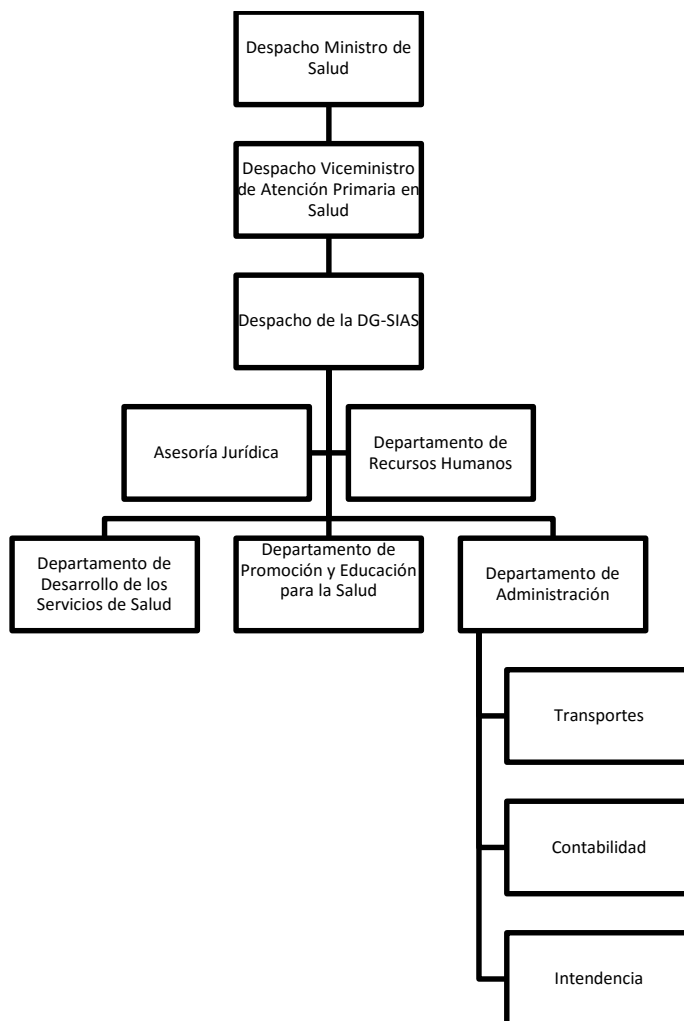 Despacho Ministro de
Salud
Despacho Viceministro
de Atención Primaria en
Salud
Despacho de la DG-SIAS
Asesoría Jurídica
Departamento de
Recursos Humanos
Departamento de
Desarrollo de los
Servicios de Salud
Departamento de
Promoción y Educación
para la Salud
Departamento de
Administración
Transportes
Contabilidad
Intendencia